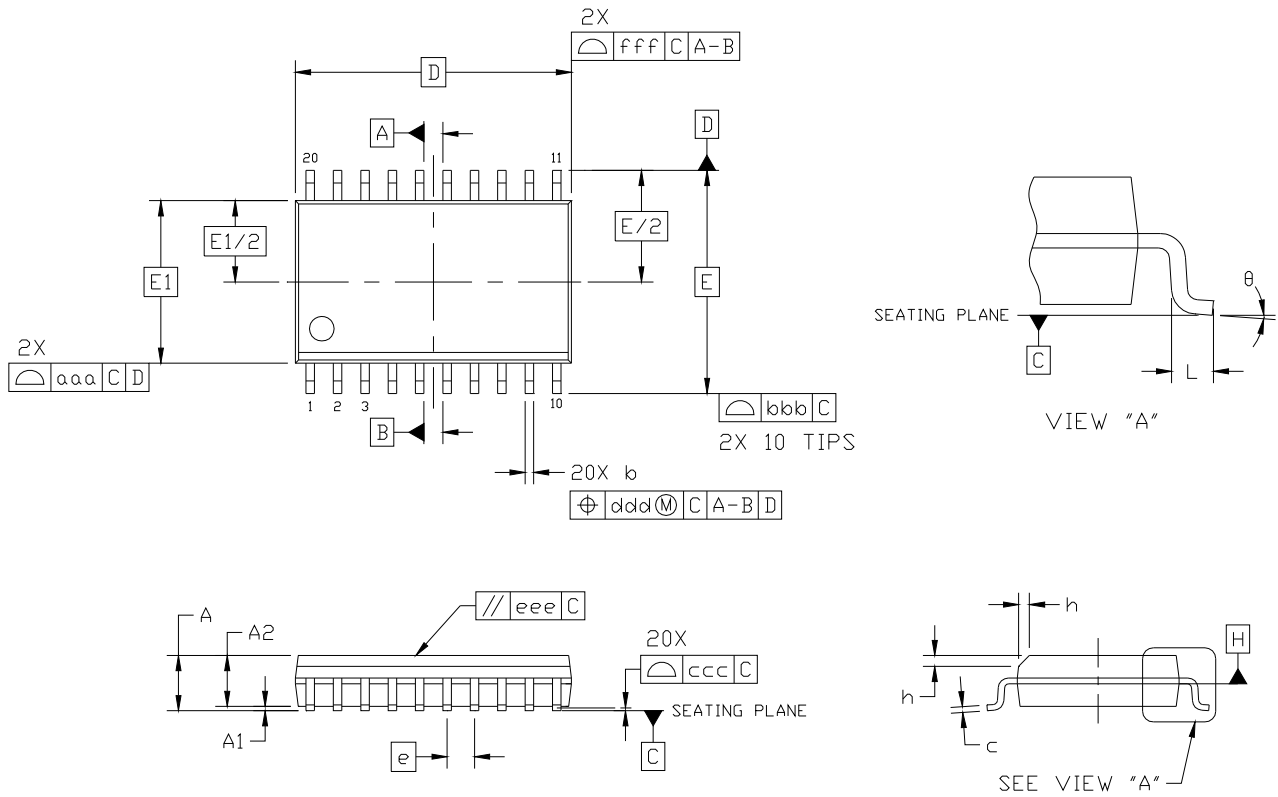 2X
⌓ fff C A-B
D
A
D
20
11
E1/2
E/2
E1
E
θ
SEATING PLANE
C
L
VIEW "A"
2X
⌓ aaa C D
1 2 3
10
B
⌓ bbb C
2X 10 TIPS
20X b
⌖ ddd Ⓜ C A-B D
// eee C
A
A2
20X
⌓ ccc C
SEATING PLANE
A1
e
C
h
H
h
c
SEE VIEW "A"